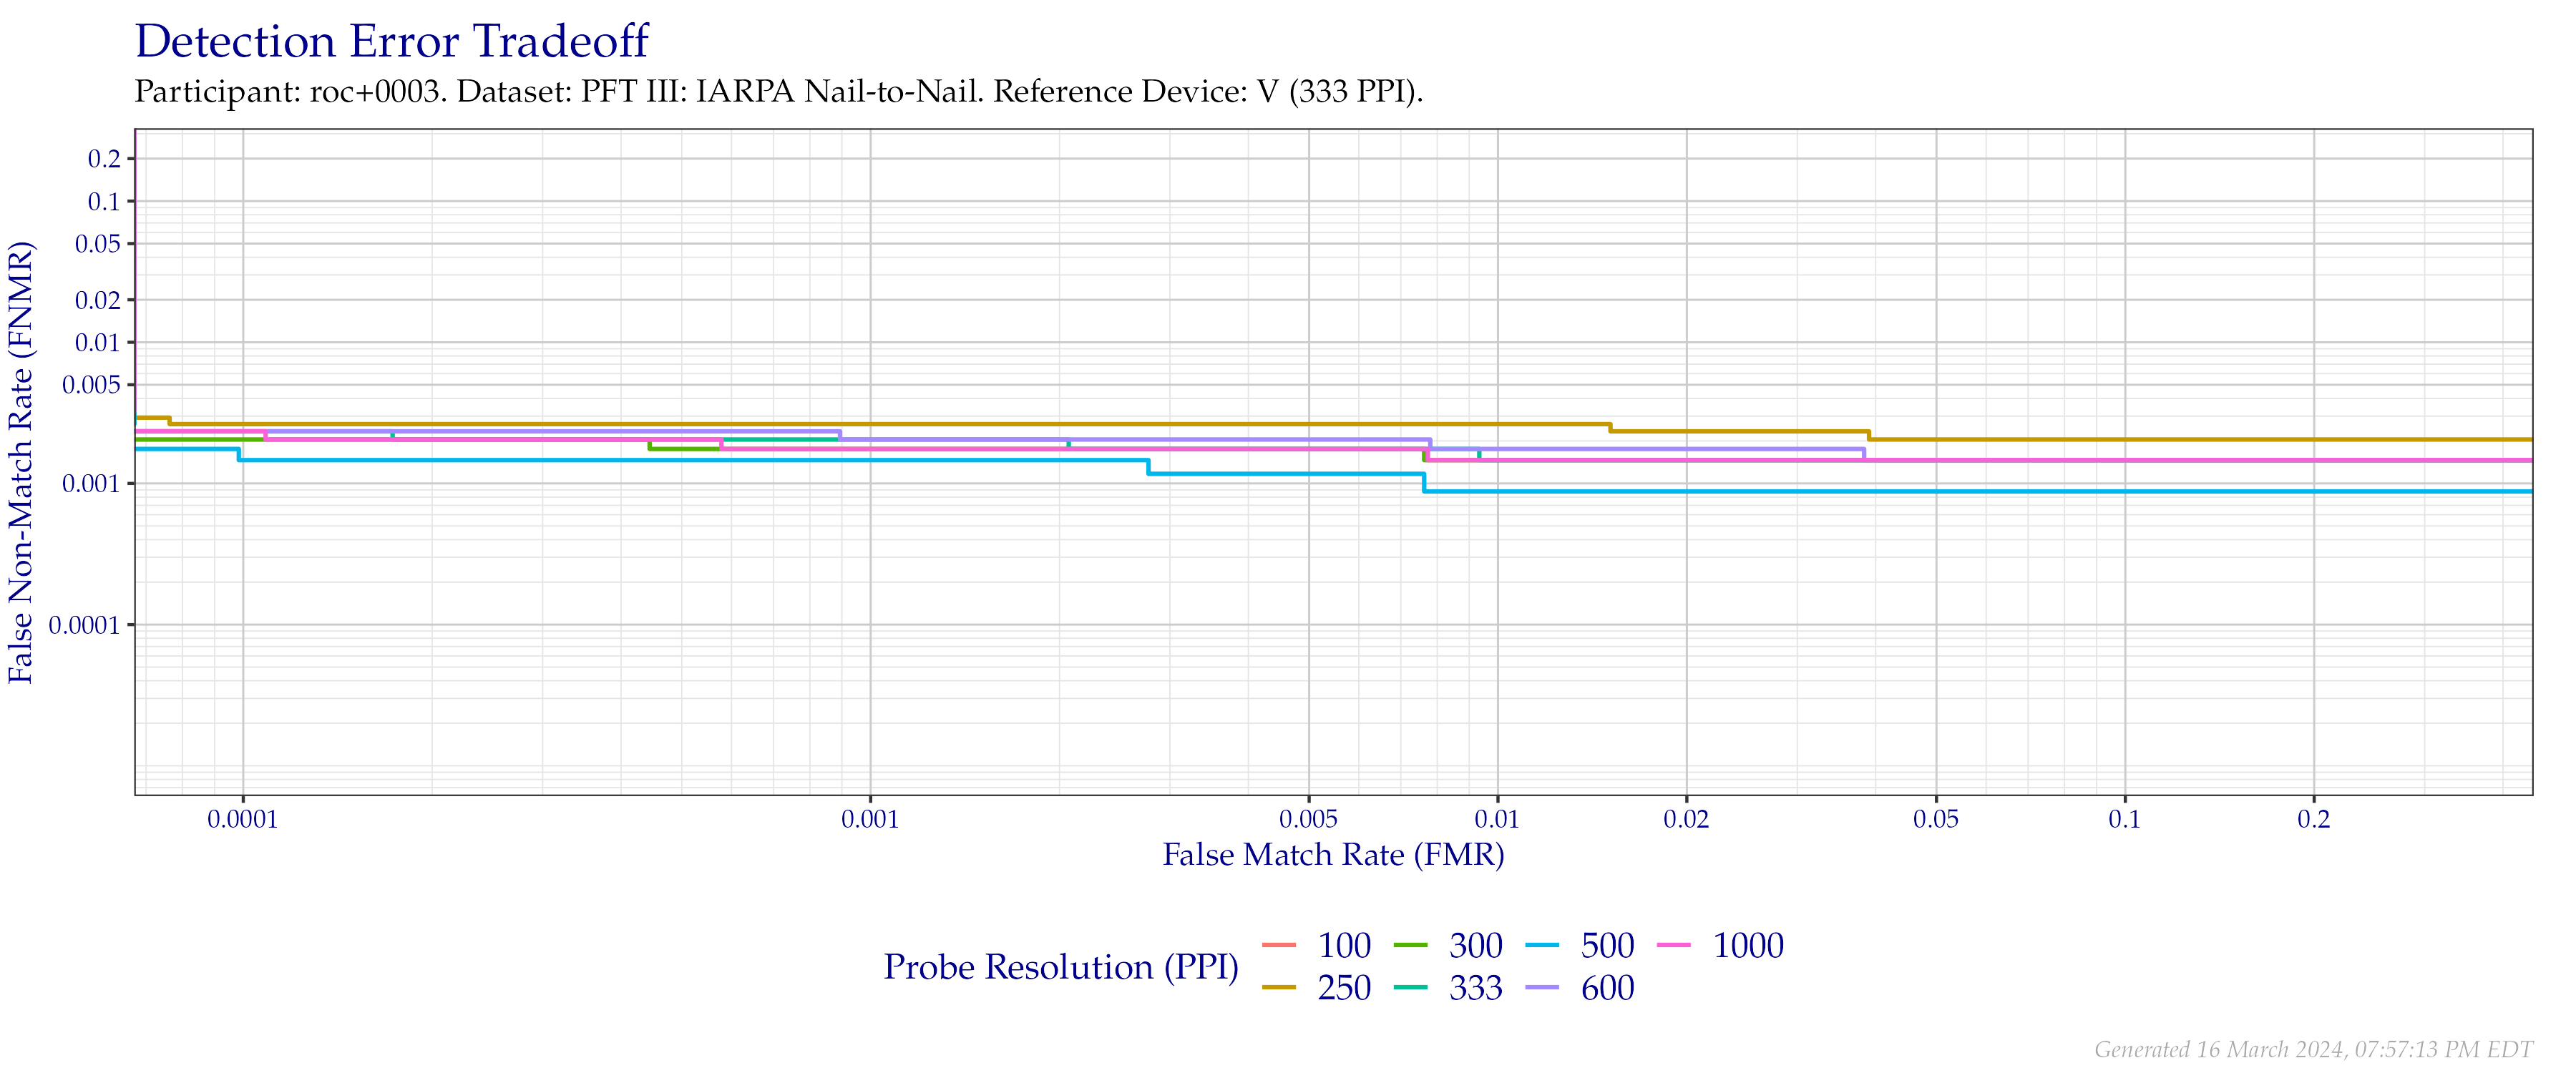 Detection Error Tradeoff
Participant: roc+0003. Dataset: PFT III: IARPA Nail-to-Nail. Reference Device: V (333 PPI).
False Non-Match Rate (FNMR)
0.2
0.1
0.05
0.02
0.01
0.005
0.001
0.0001
0.0001 0.001 0.005 0.01 0.02 0.05 0.1 0.2
False Match Rate (FMR)
Probe Resolution (PPI)
100 300 500 1000
250 333 600
Generated 16 March 2024, 07:57:13 PM EDT